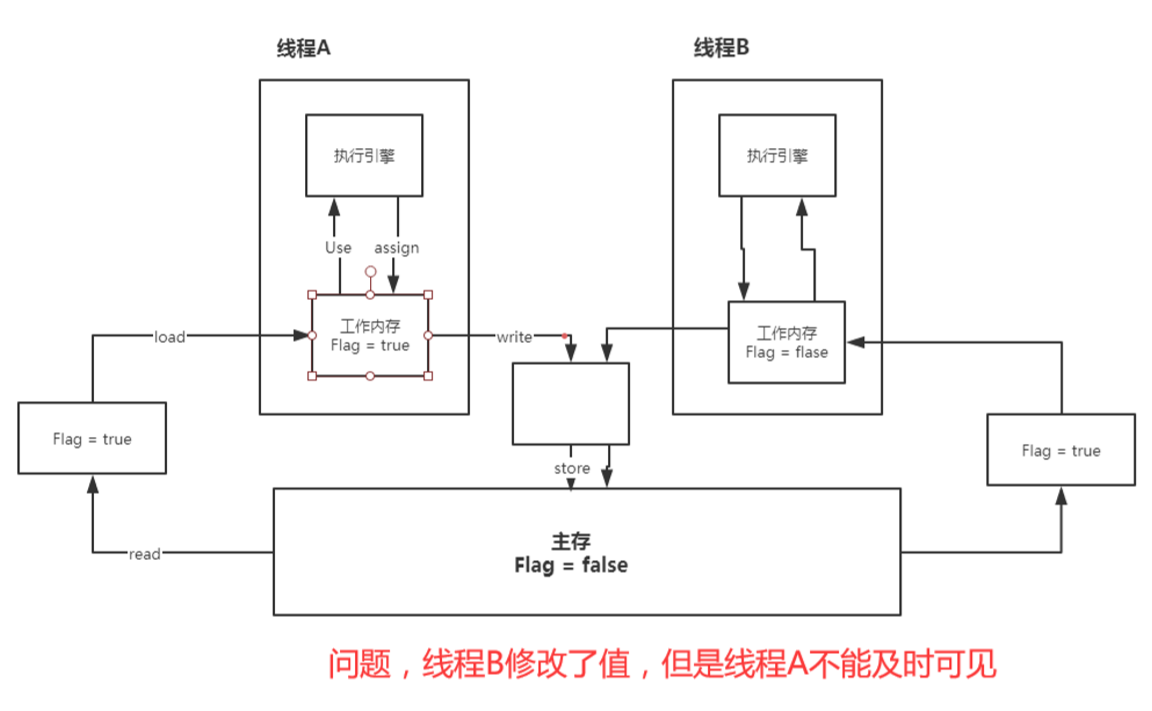 线程A
线程B
执行引擎
执行引擎
Use
assign
工作内存
Flag = true
工作内存
Flag = flase
load
write
Flag = true
Flag = true
store
read
主存
Flag = false
问题，线程B修改了值，但是线程A不能及时可见